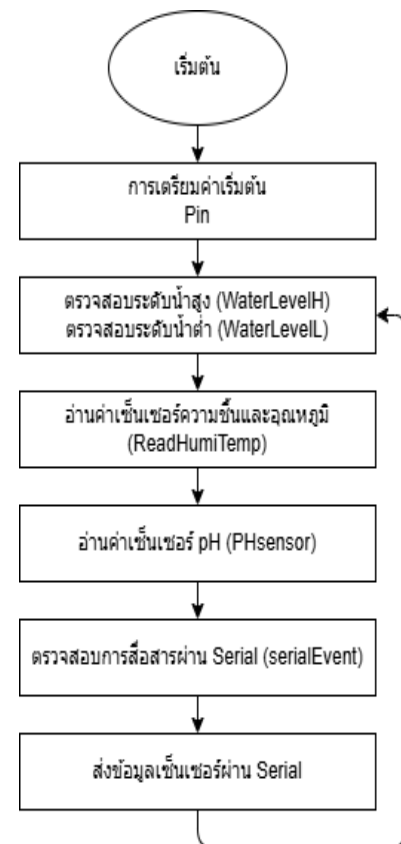 เริ่มต้น
การเตรียมค่าเริ่มต้น
Pin
ตรวจสอบระดับน้ำสูง (WaterLevelH)
ตรวจสอบระดับน้ำต่ำ (WaterLevelL)
อ่านค่าเซ็นเซอร์ความชื้นและอุณหภูมิ
(ReadHumiTemp)
อ่านค่าเซ็นเซอร์ pH (PHsensor)
ตรวจสอบการสื่อสารผ่าน Serial (serialEvent)
ส่งข้อมูลเซ็นเซอร์ผ่าน Serial